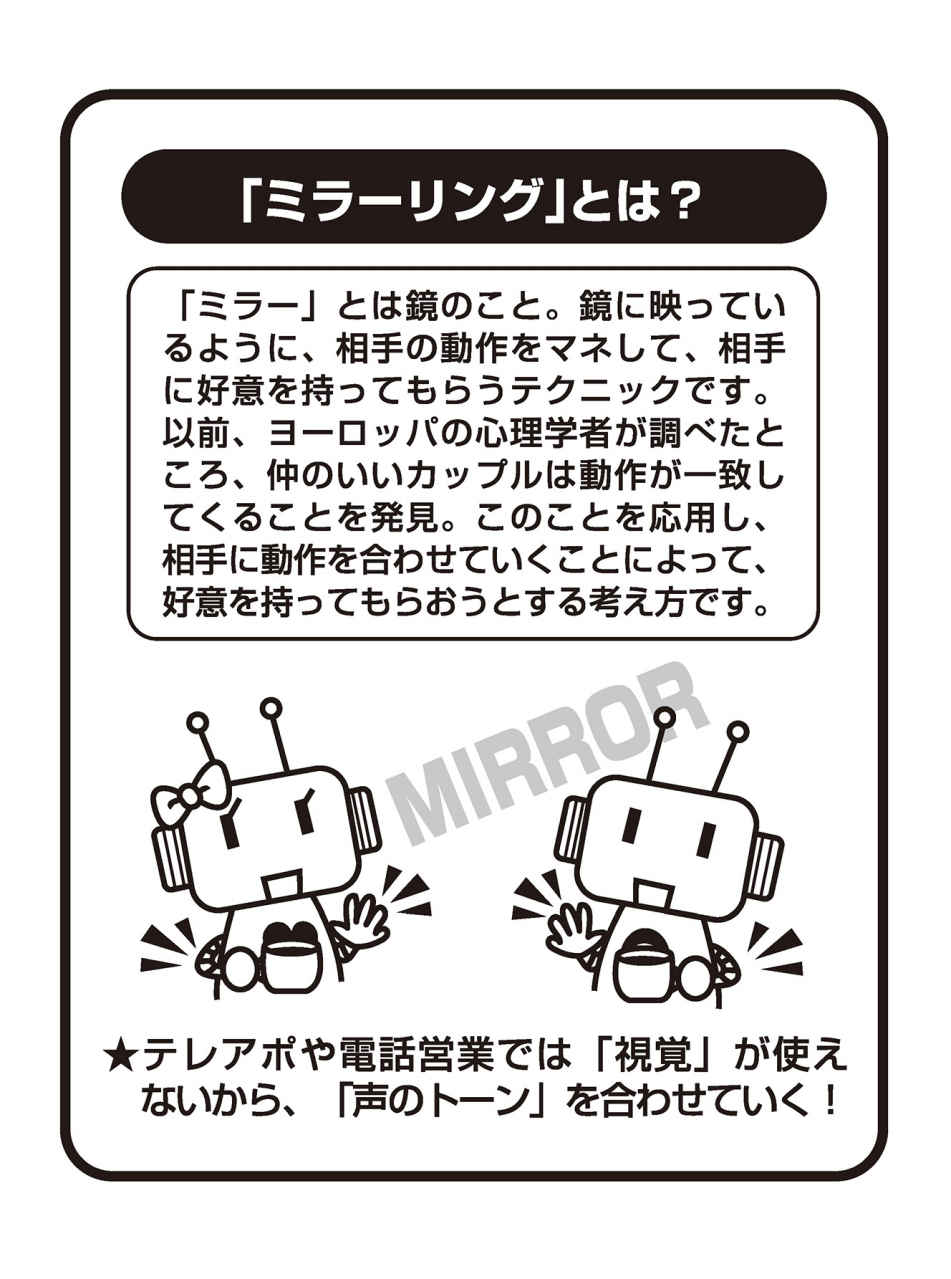 「ミラーリング」とは？
「ミラー」とは鏡のこと。鏡に映ってい
るように、相手の動作をマネして、相手
に好意を持ってもらうテクニックです。
以前、ヨーロッパの心理学者が調べたと
ころ、仲のいいカップルは動作が一致し
てくることを発見。このことを応用し、
相手に動作を合わせていくことによって、
好意を持ってもらおうとする考え方です。
MIRROR
★テレアポや電話営業では「視覚」が使え
ないから、「声のトーン」を合わせていく！